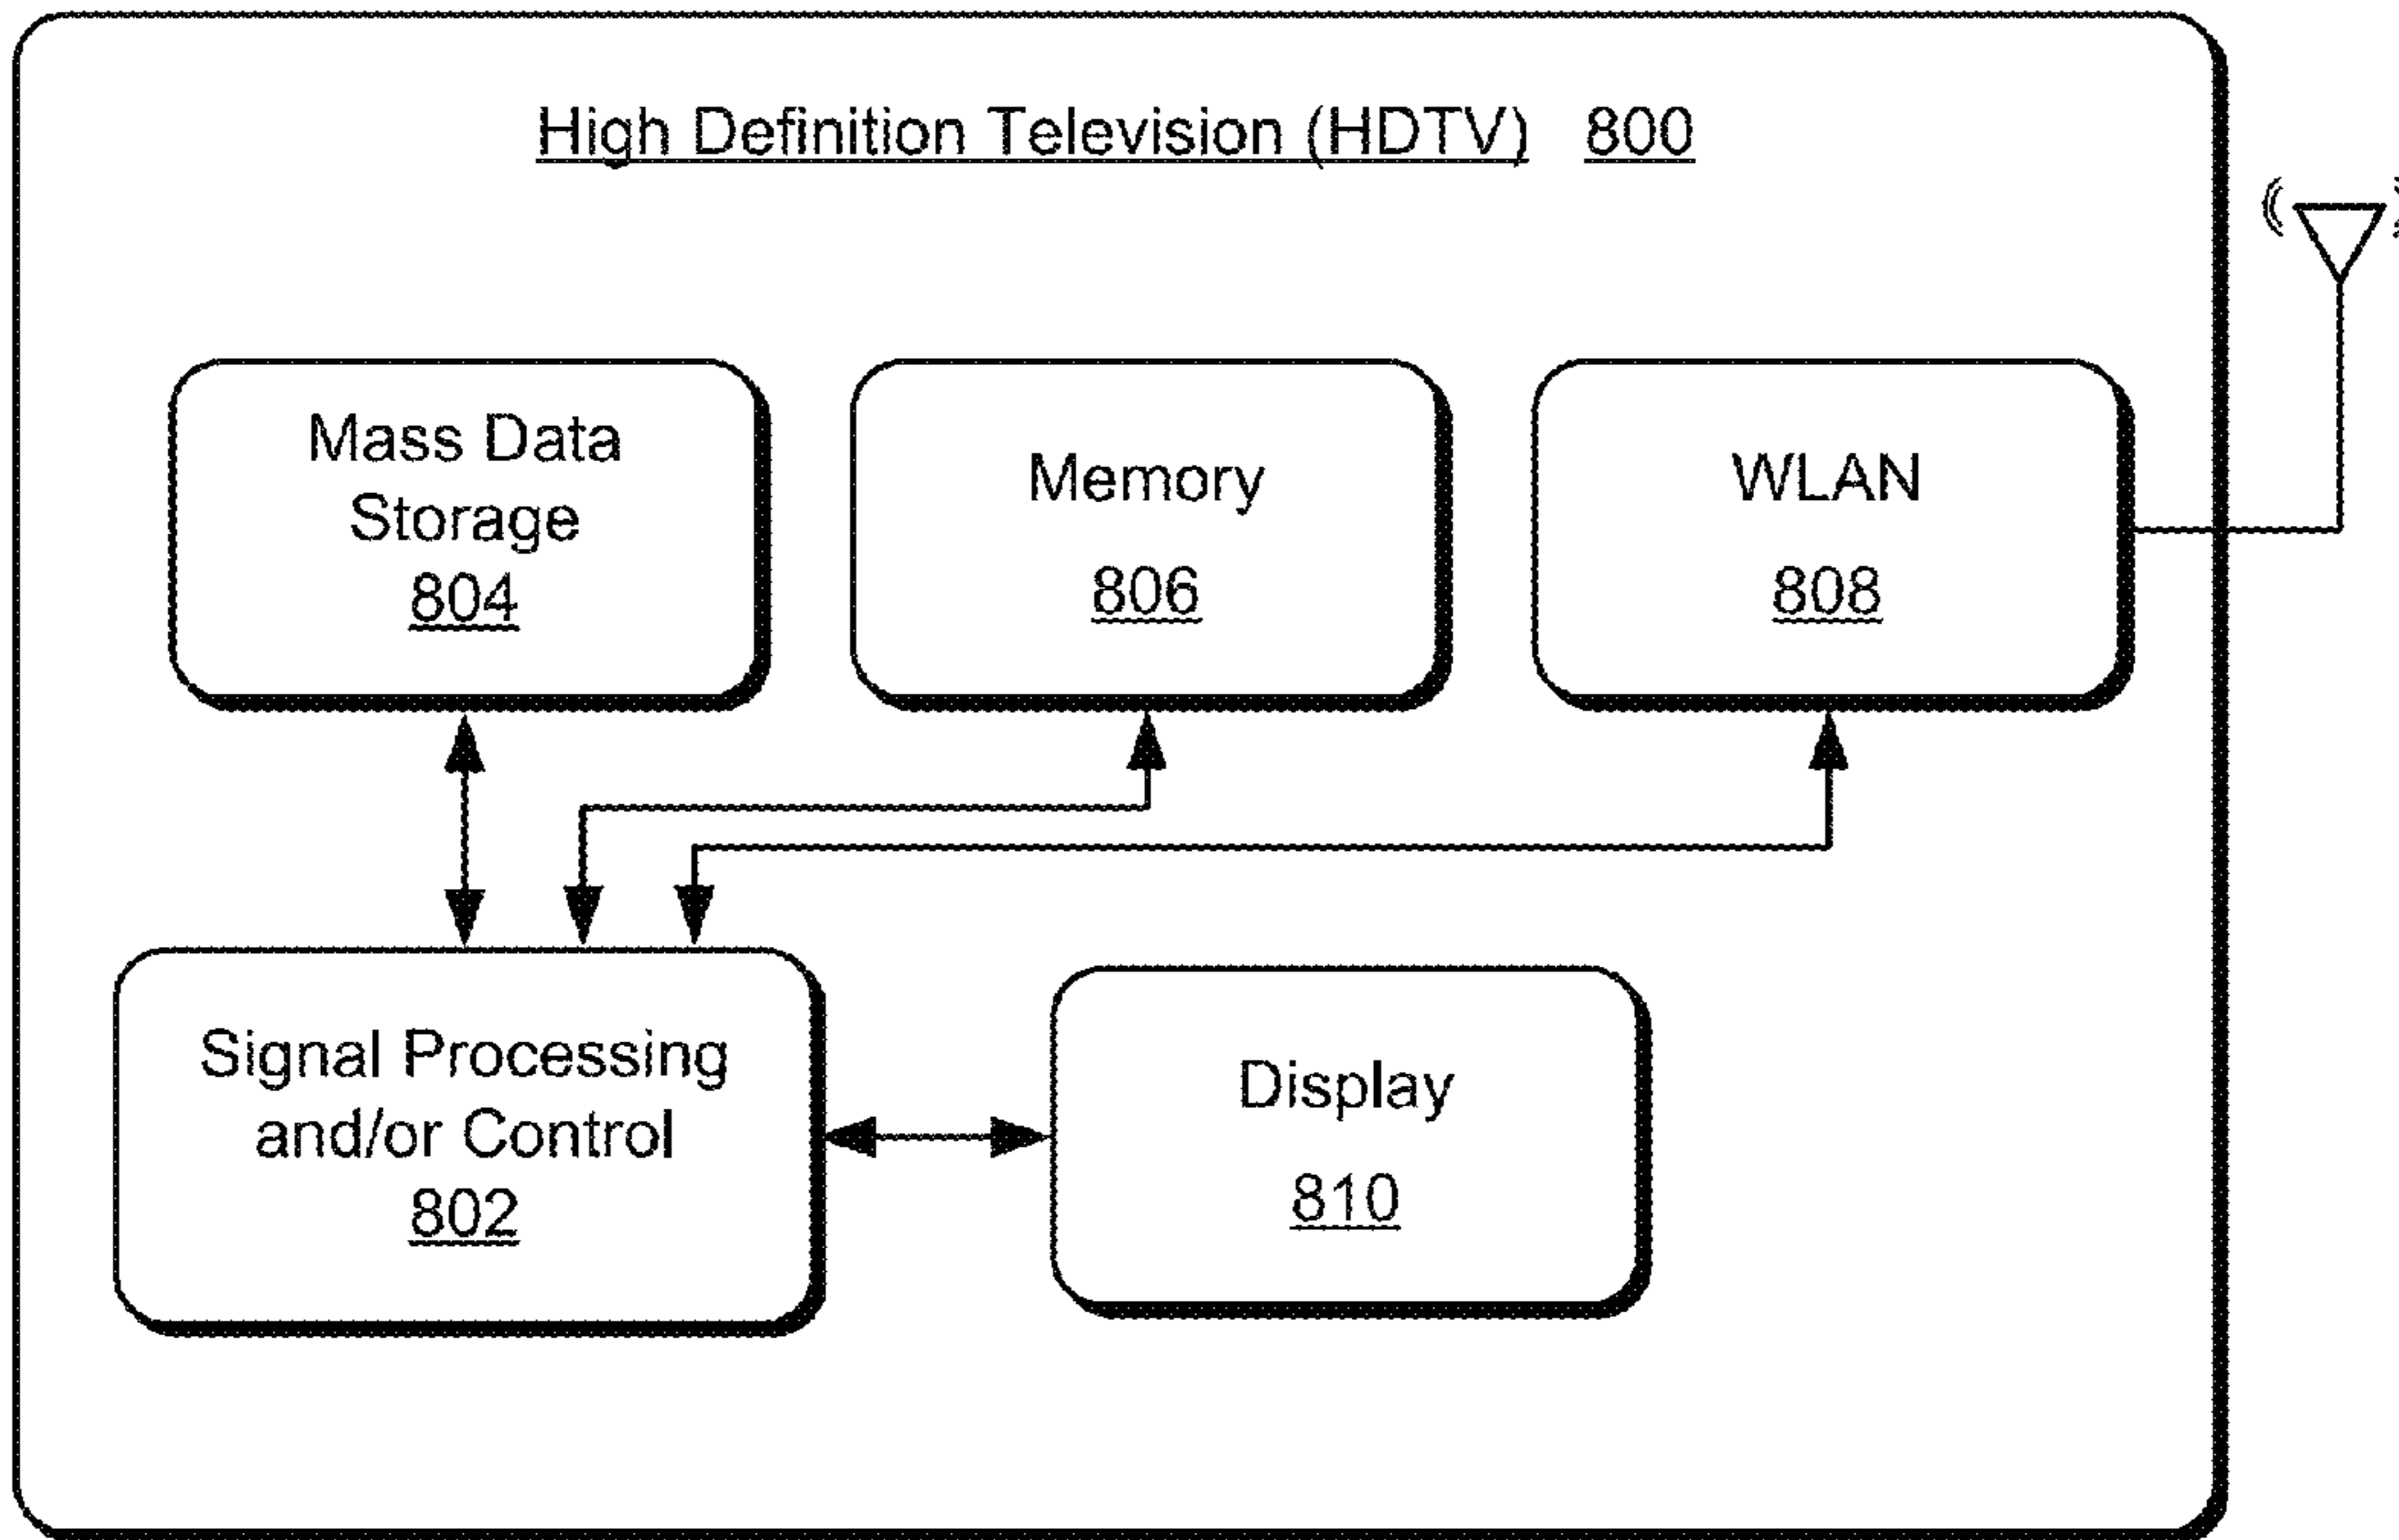 High Definition Television (HDTV) 800
Mass Data
Storage
804
Memory
806
WLAN
808
Signal Processing
and/or Control
802
Display
810